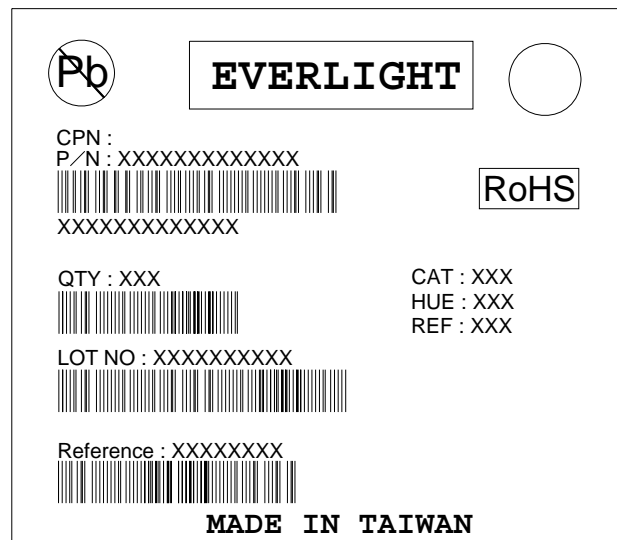 Pb
EVERLIGHT
CPN :
P/N : XXXXXXXXXXXXX
RoHS
XXXXXXXXXXXXX
QTY : XXX
CAT : XXX
HUE : XXX
REF : XXX
LOT NO : XXXXXXXXXX
Reference : XXXXXXXX
MADE IN TAIWAN